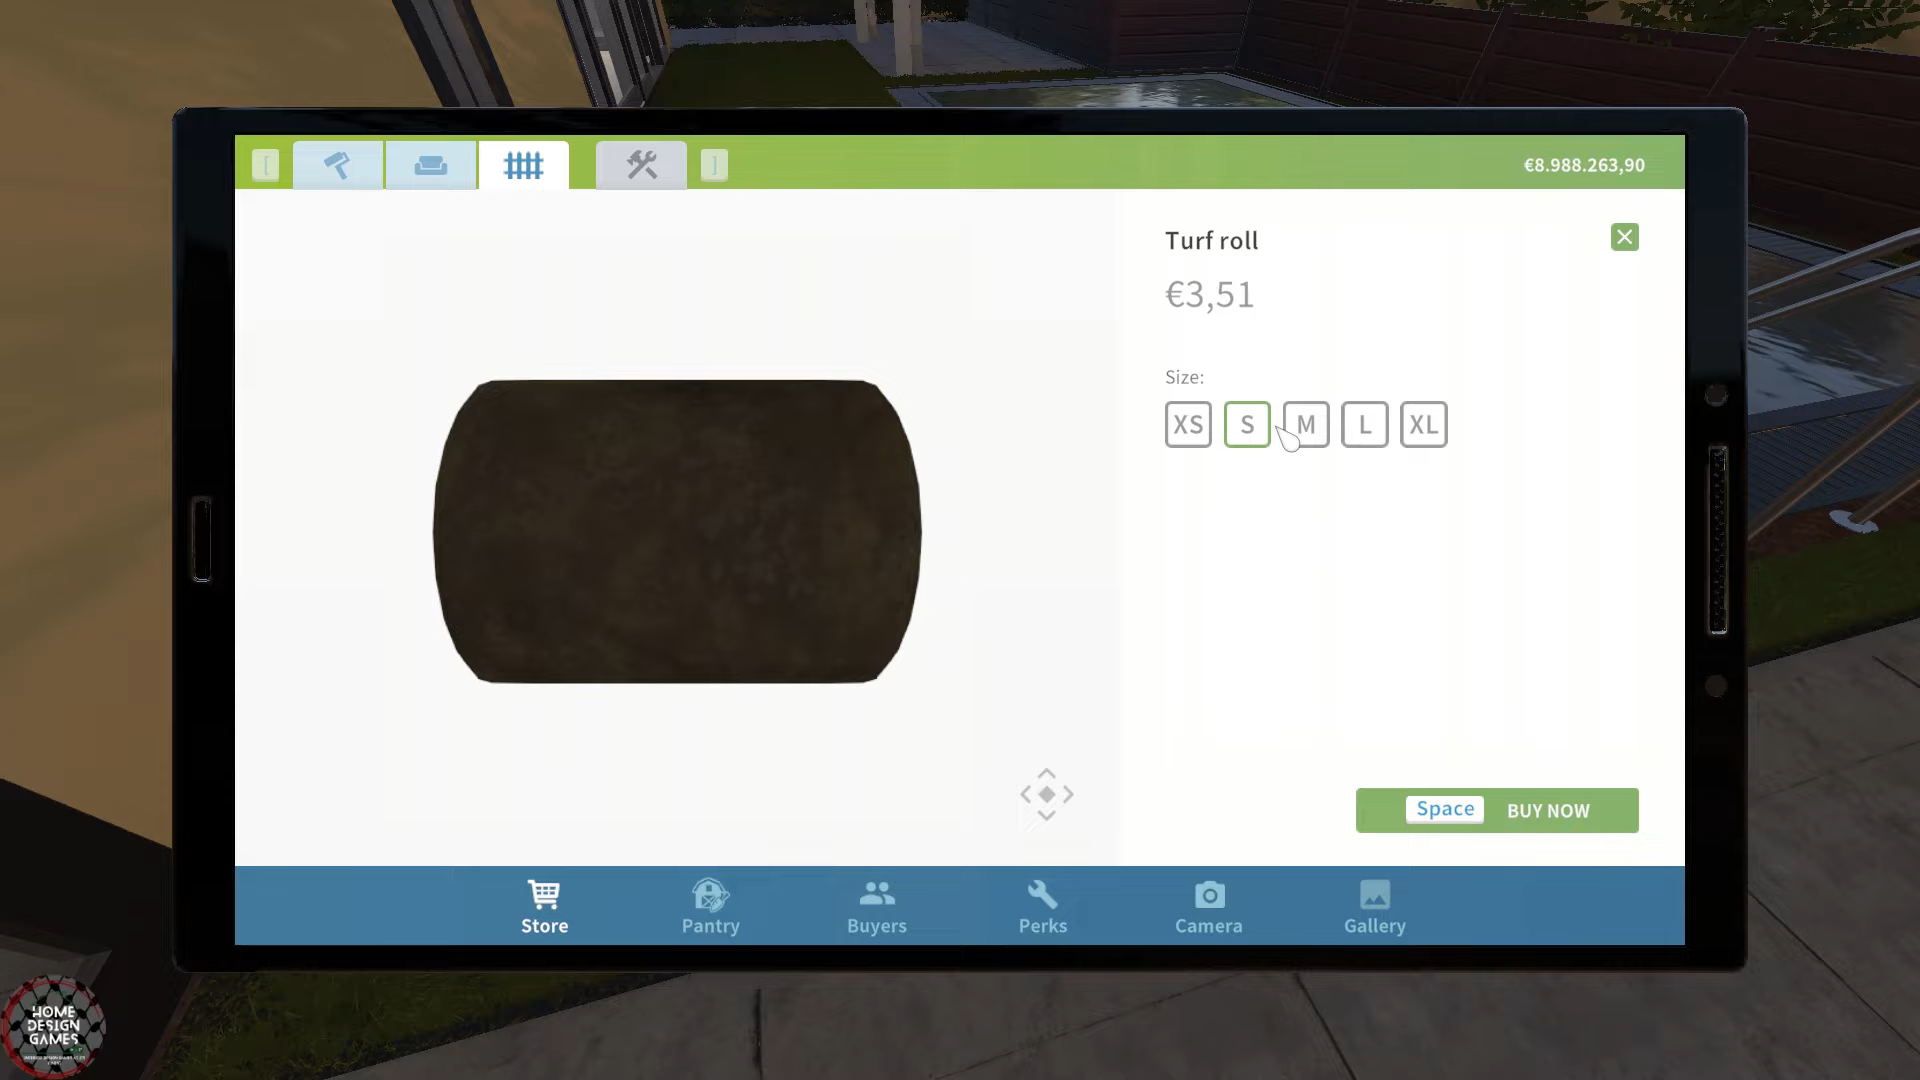 [
]
€8.988.263,90
Turf roll
€3,51
Size:
XS S M L XL
Space BUY NOW
Store Pantry Buyers Perks Camera Gallery
HOME
DESIGN
GAMES